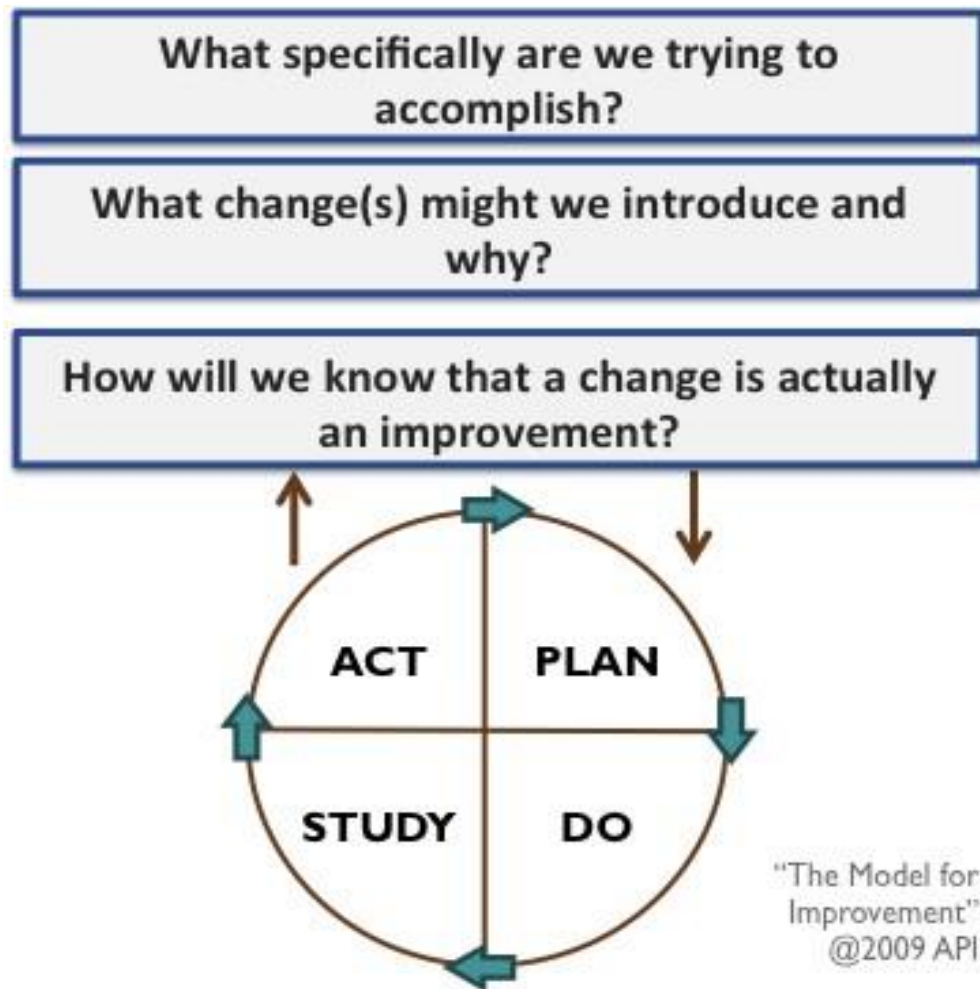 What specifically are we trying to
accomplish?
What change(s) might we introduce and
why?
How will we know that a change is actually
an improvement?
ACT
PLAN
STUDY
DO
“The Model for
Improvement”
@2009 API